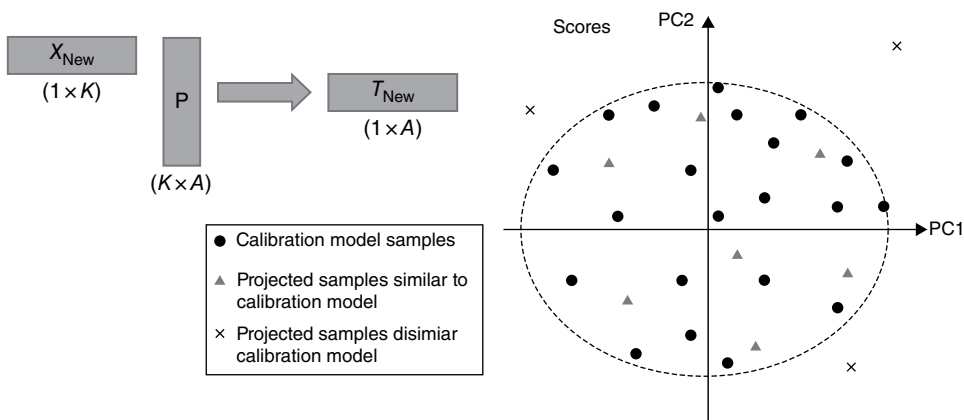 X_New
(1 × K)
P
(K × A)
T_New
(1 × A)
Calibration model samples
Projected samples similar to
calibration model
Projected samples disimiar
calibration model
Scores
PC2
PC1